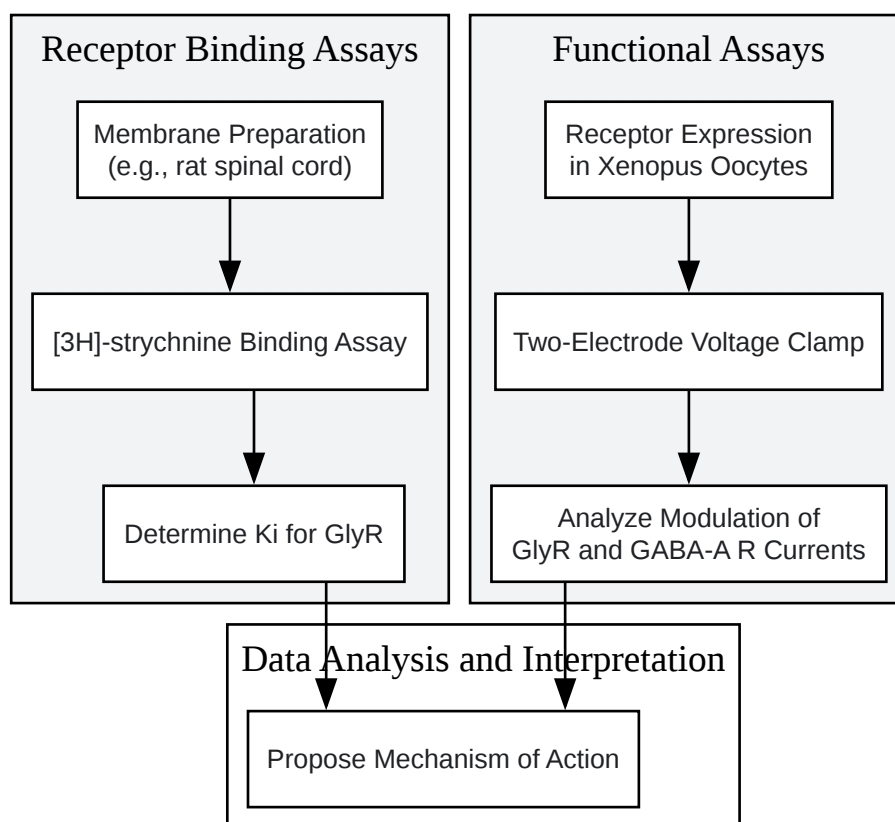 Receptor Binding Assays
Membrane Preparation
(e.g., rat spinal cord)
[3H]-strychnine Binding Assay
Determine Ki for GlyR
Functional Assays
Receptor Expression
in Xenopus Oocytes
Two-Electrode Voltage Clamp
Analyze Modulation of
GlyR and GABA-A R Currents
Data Analysis and Interpretation
Propose Mechanism of Action